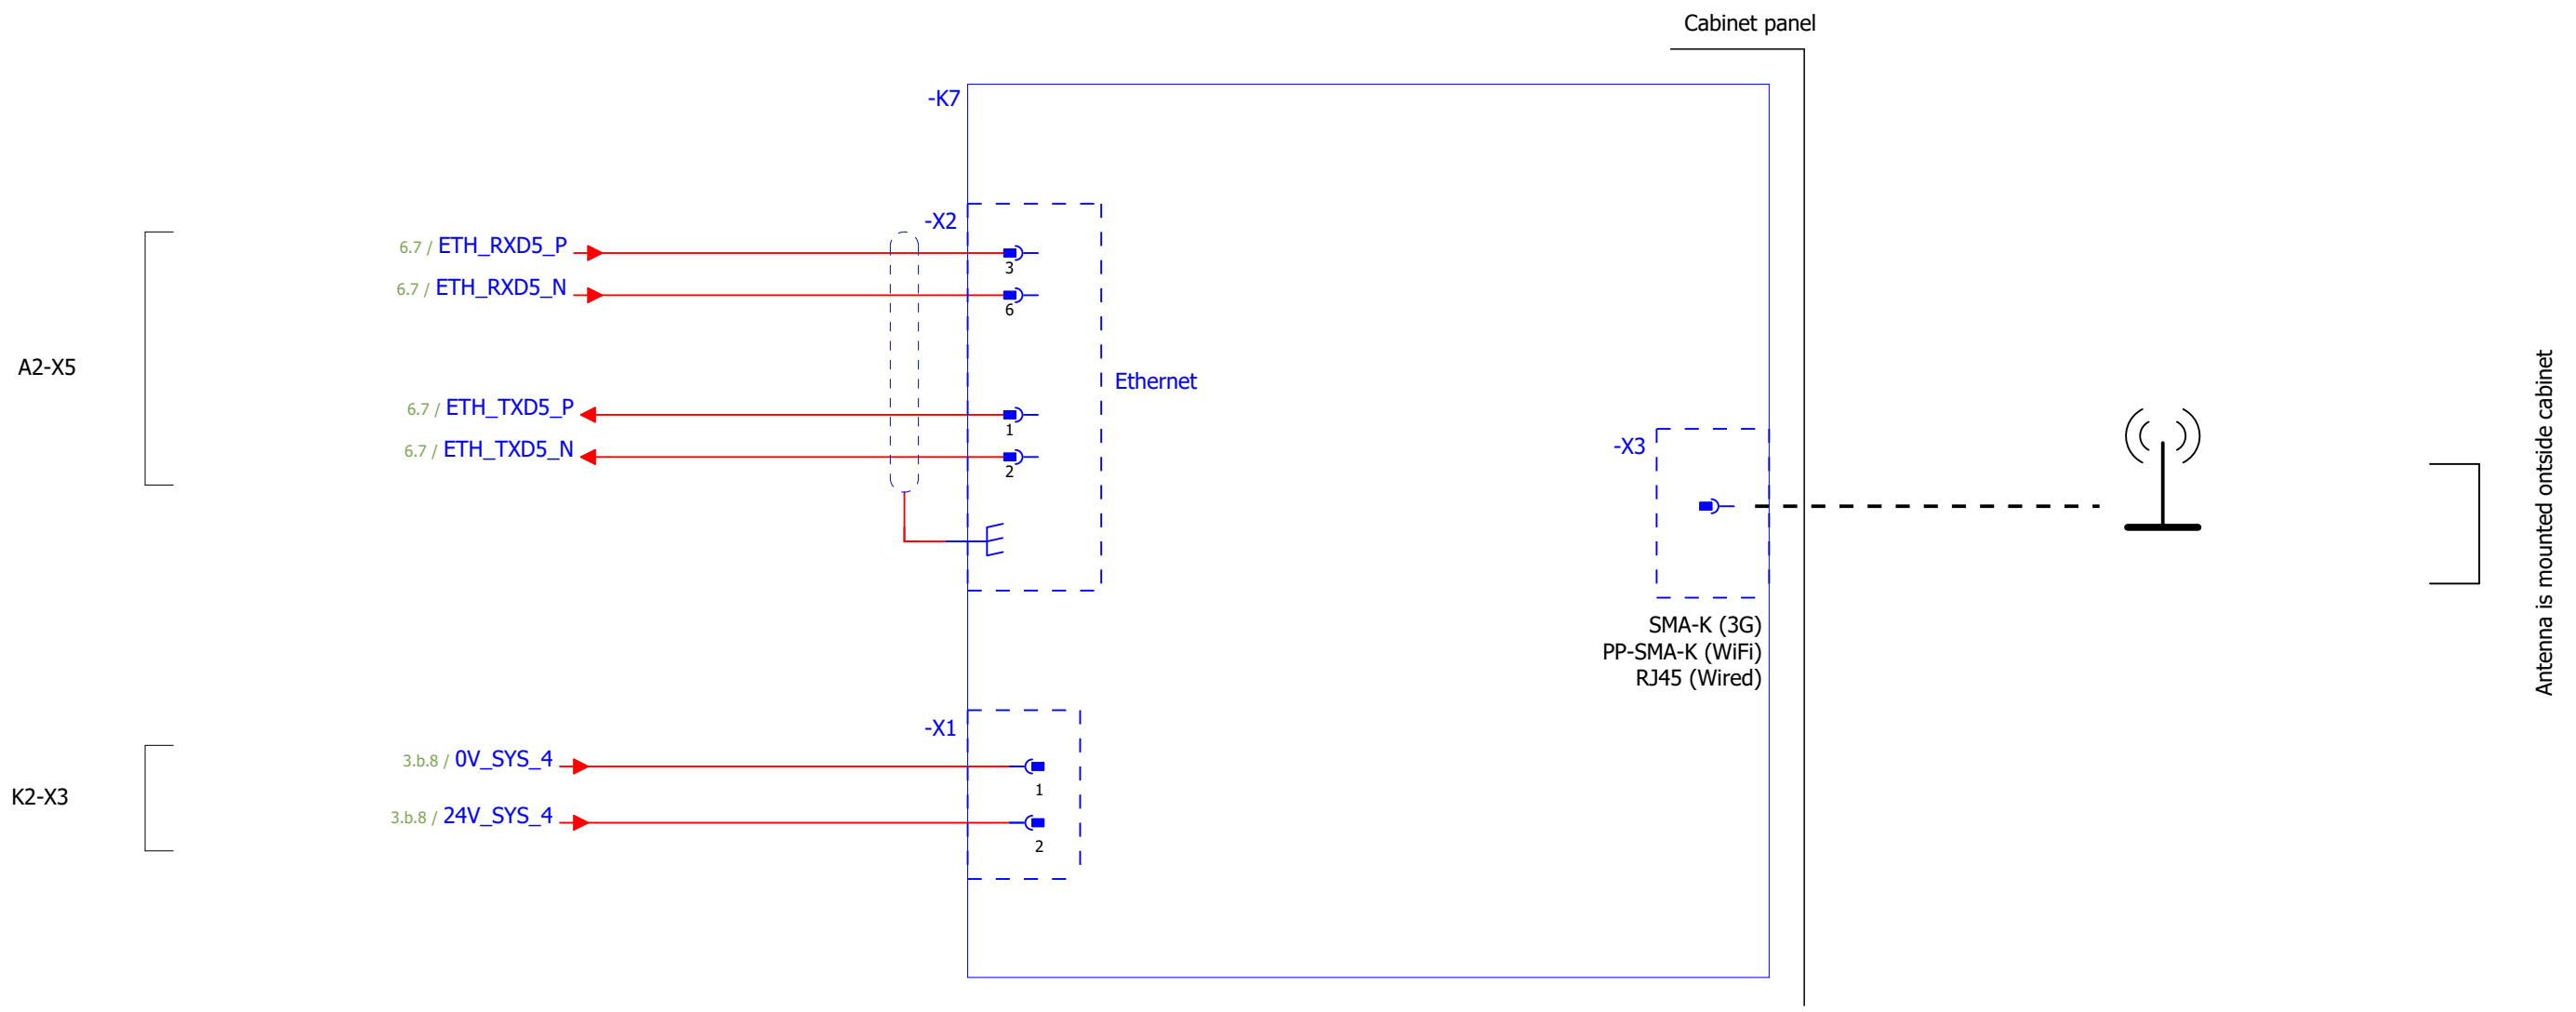 Cabinet panel
-K7
-X2
6.7 / ETH_RXD5_P
3
6.7 / ETH_RXD5_N
6
A2-X5
Ethernet
6.7 / ETH_TXD5_P
1
6.7 / ETH_TXD5_N
2
-X3
Antenna is mounted ontside cabinet
SMA-K (3G)
PP-SMA-K (WiFi)
RJ45 (Wired)
-X1
3.b.8 / 0V_SYS_4
1
K2-X3
3.b.8 / 24V_SYS_4
2